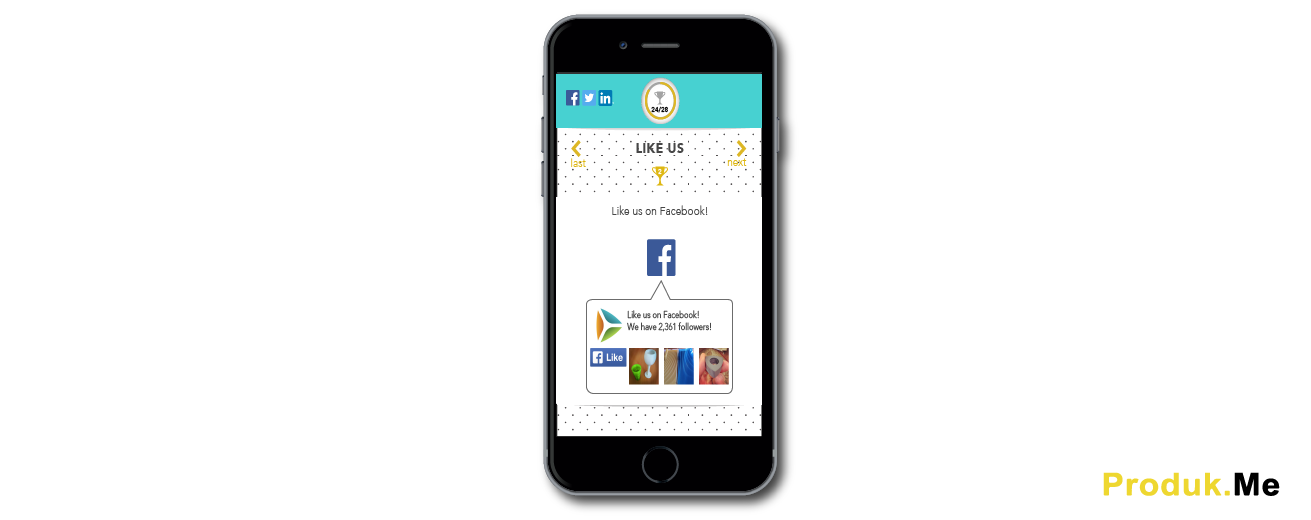 24/28
LIKE US
last
next
2
Like us on Facebook!
Like us on Facebook!
We have 2,361 followers!
Like
Produk.Me